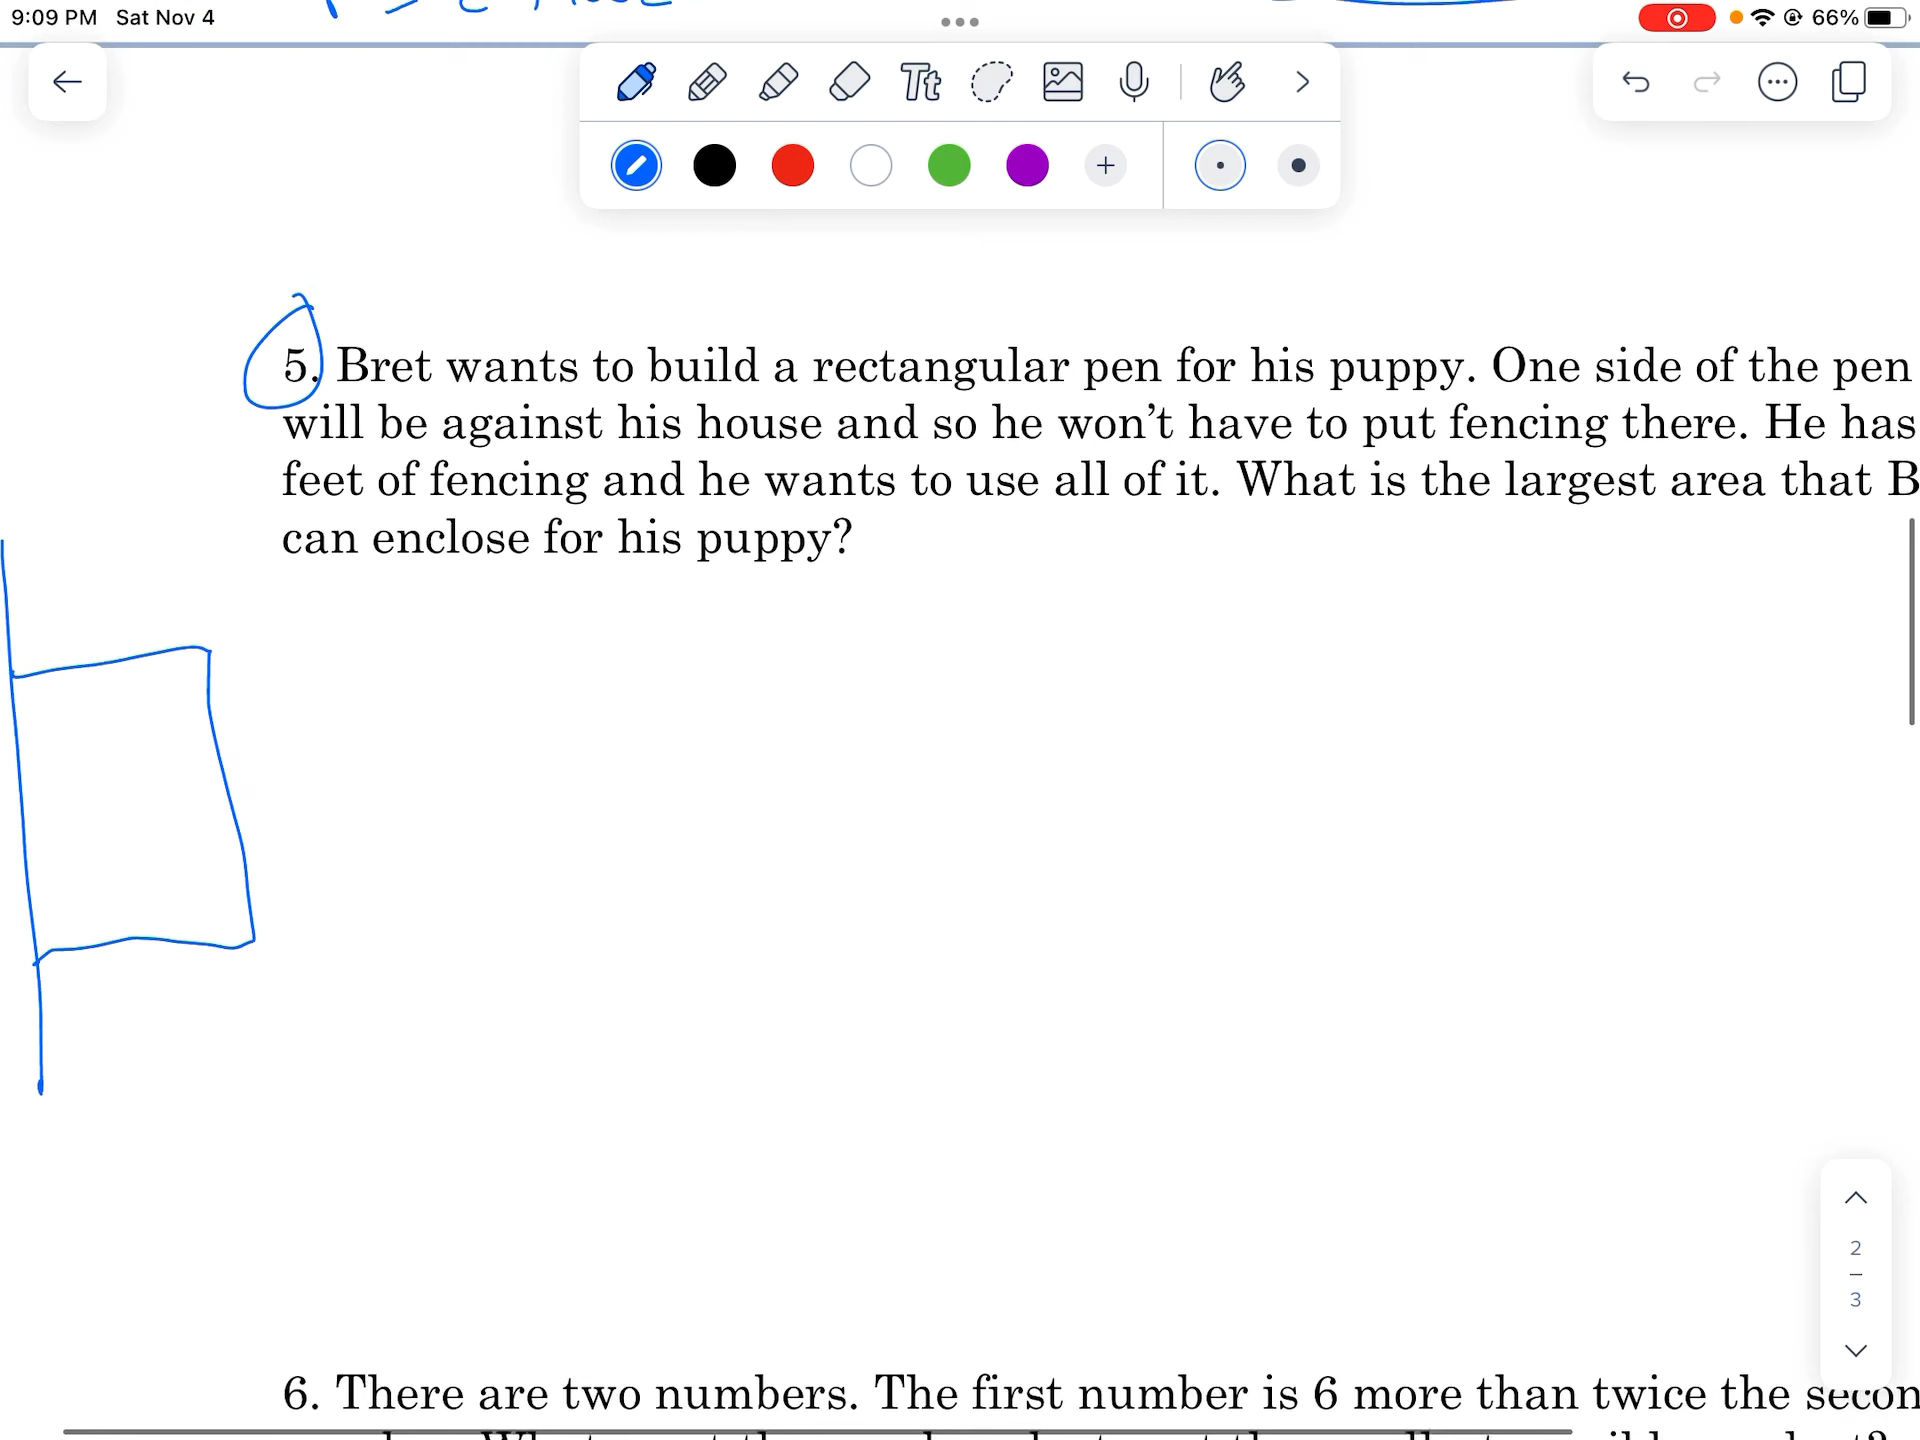 9:09 PM Sat Nov 4
66%
Tt
5. Bret wants to build a rectangular pen for his puppy. One side of the pen
will be against his house and so he won't have to put fencing there. He has
feet of fencing and he wants to use all of it. What is the largest area that B
can enclose for his puppy?
2
3
6. There are two numbers. The first number is 6 more than twice the secon